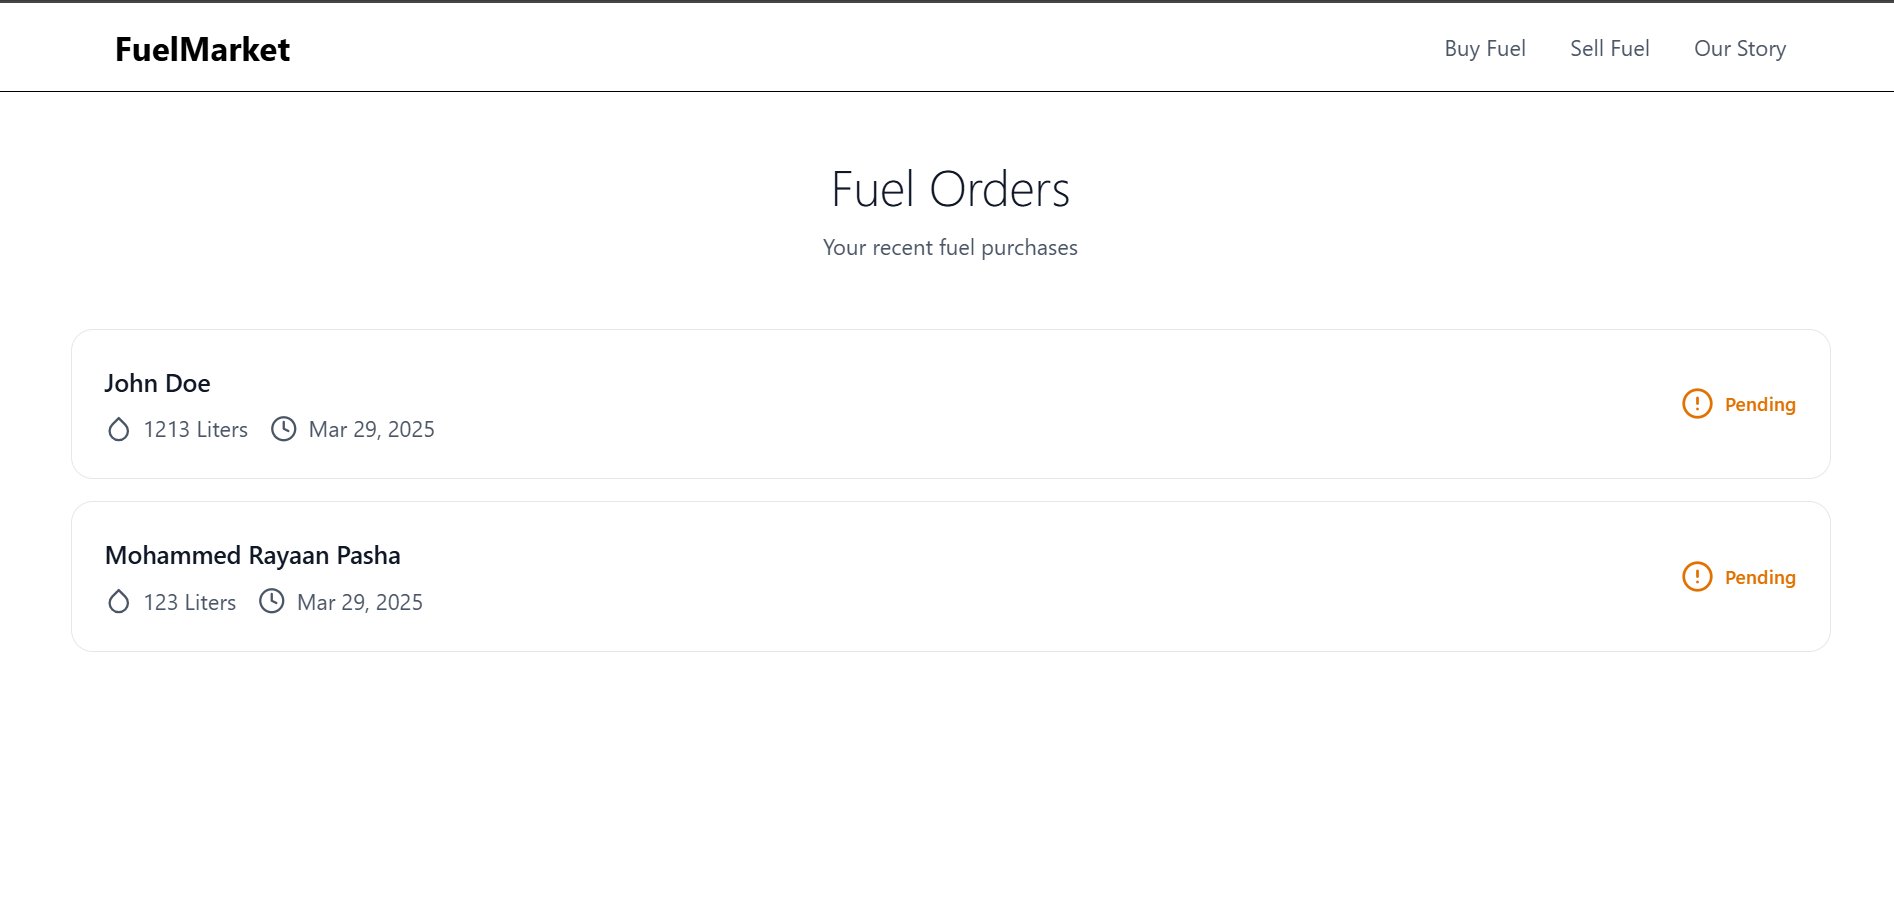 FuelMarket
Buy Fuel Sell Fuel Our Story
Fuel Orders
Your recent fuel purchases
John Doe
1213 Liters Mar 29, 2025
Pending
Mohammed Rayaan Pasha
123 Liters Mar 29, 2025
Pending